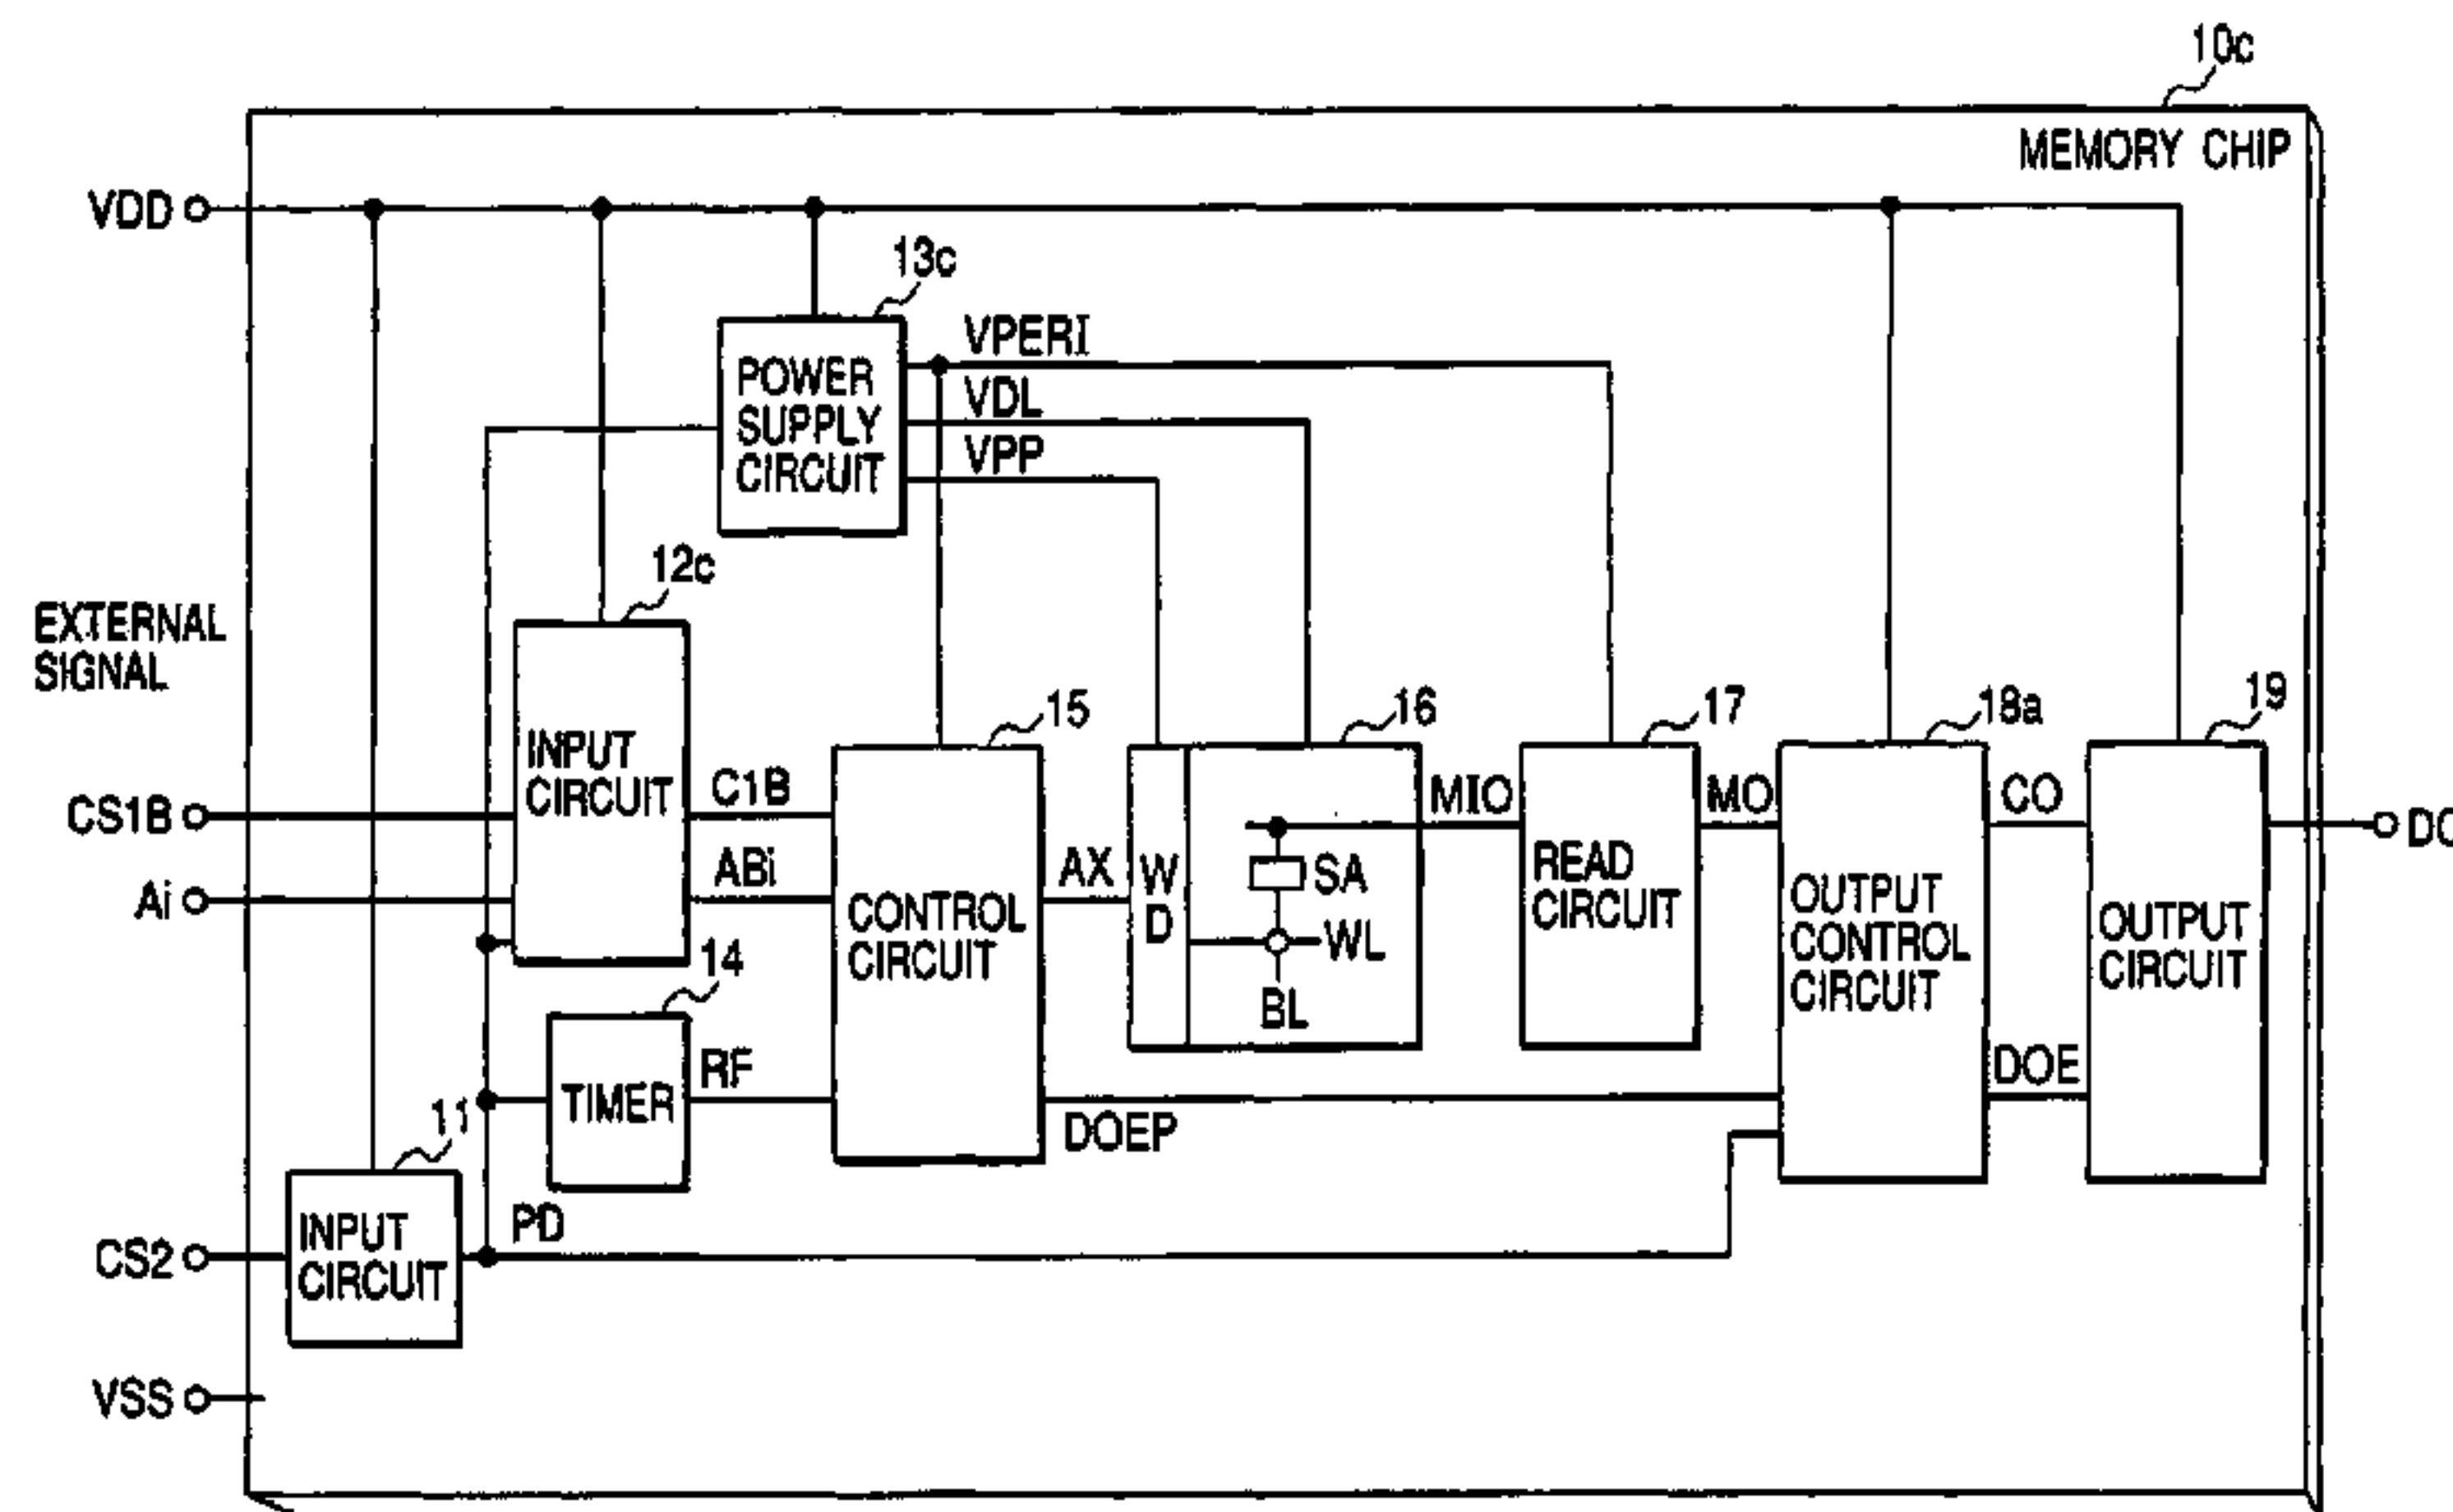 10c
MEMORY CHIP
VDD
13c
POWER
SUPPLY
CIRCUIT
VPERI
VDL
VPP
12c
EXTERNAL
SIGNAL
INPUT
CIRCUIT
CS1B
Ai
C1B
ABi
15
CONTROL
CIRCUIT
AX
16
W
D
SA
WL
BL
MIO
17
READ
CIRCUIT
MO
18a
OUTPUT
CONTROL
CIRCUIT
CO
DOE
19
OUTPUT
CIRCUIT
14
TIMER
RF
DOEP
11
INPUT
CIRCUIT
PD
CS2
VSS